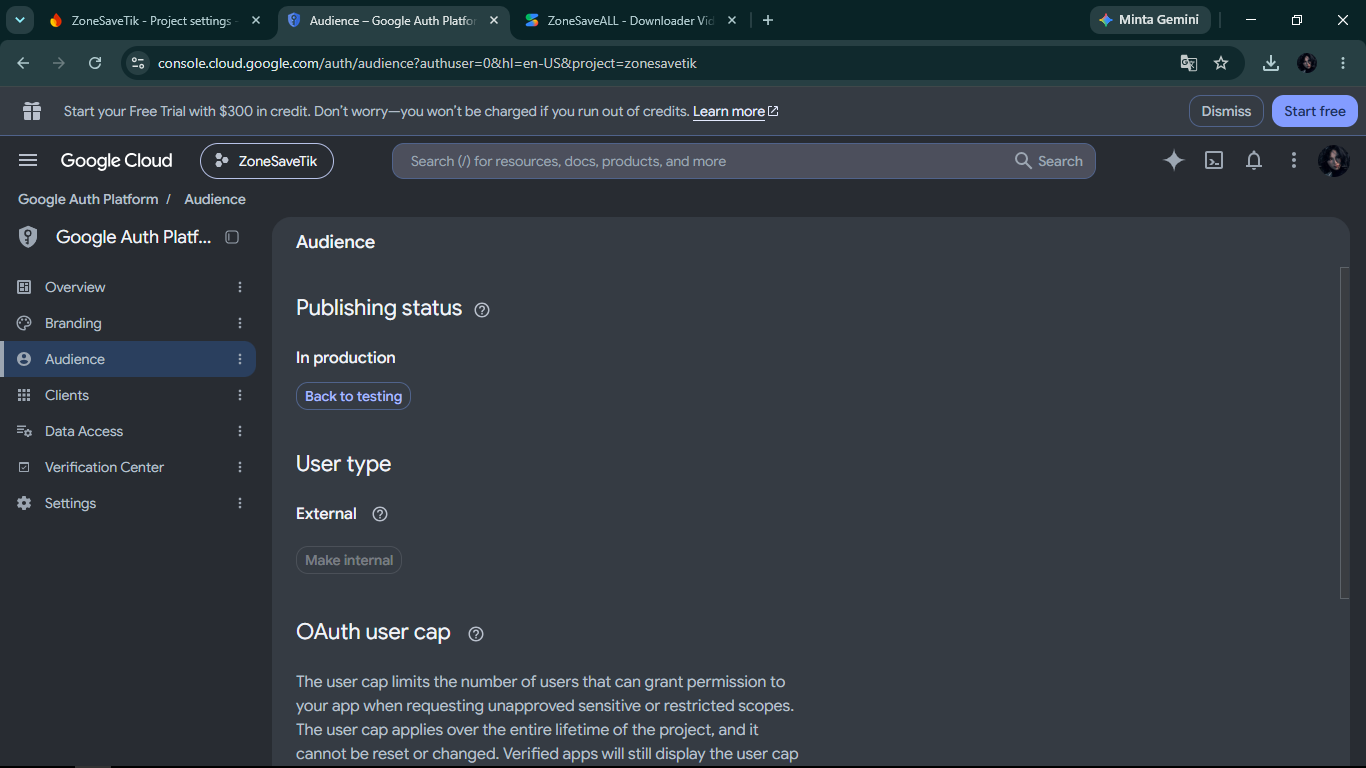 ZoneSaveTik - Project settings -
Audience – Google Auth Platfor
ZoneSaveALL - Downloader Vid
Minta Gemini
console.cloud.google.com/auth/audience?authuser=0&hl=en-US&project=zonesavetik
Start your Free Trial with $300 in credit. Don't worry—you won't be charged if you run out of credits. Learn more
Dismiss
Start free
Google Cloud
ZoneSaveTik
Search (/) for resources, docs, products, and more
Search
Google Auth Platform / Audience
Google Auth Platf...
Overview
Branding
Audience
Clients
Data Access
Verification Center
Settings
Audience
Publishing status
In production
Back to testing
User type
External
Make internal
OAuth user cap
The user cap limits the number of users that can grant permission to
your app when requesting unapproved sensitive or restricted scopes.
The user cap applies over the entire lifetime of the project, and it
cannot be reset or changed. Verified apps will still display the user cap